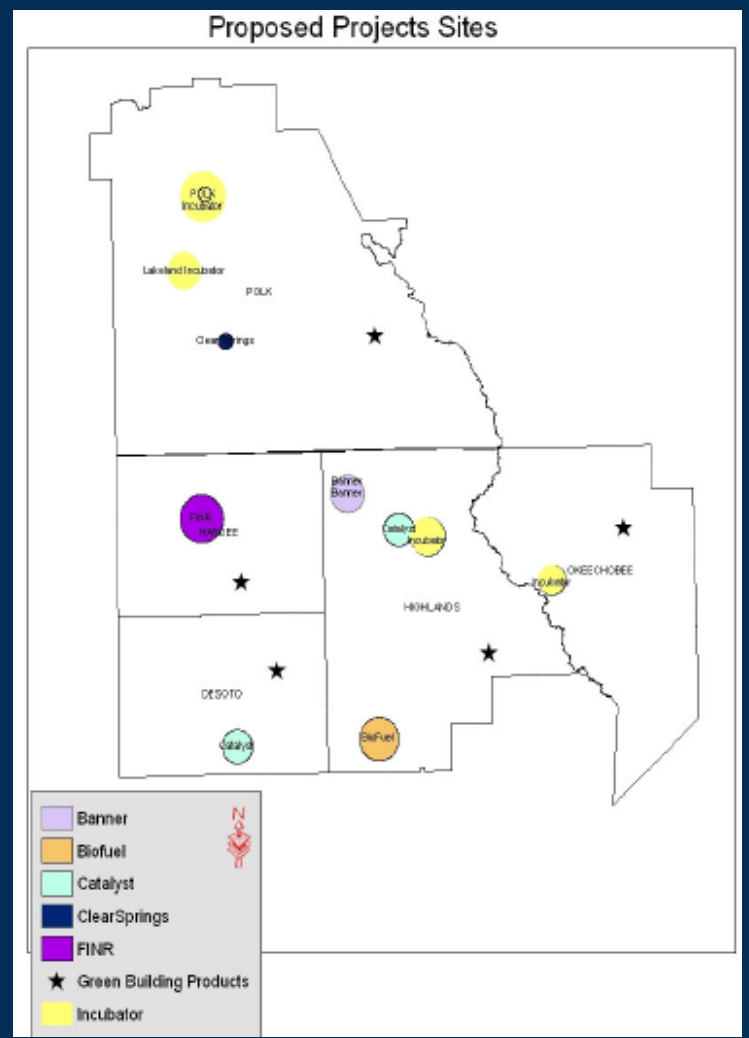 Proposed Projects Sites
POLK
Incubator
Lakeland Incubator
POLK
ClearSprings
Banner
Banner
FINR
HARDEE
Catalyst
Incubator
Incubator
OKEECHOBEE
HIGHLANDS
DESOTO
Catalyst
BioFuel
Banner
Biofuel
Catalyst
ClearSprings
FINR
Green Building Products
Incubator
N